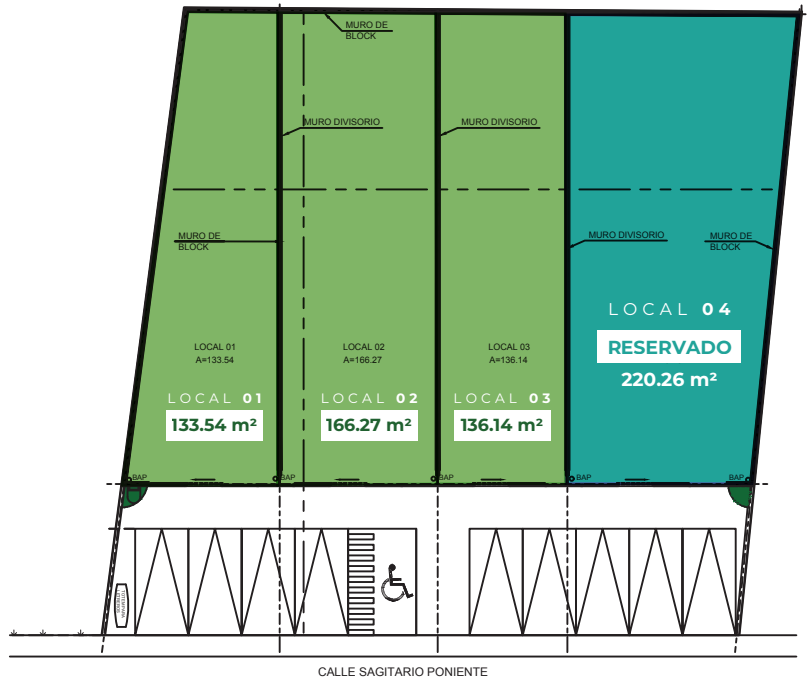 MURO DE
BLOCK
MURO DIVISORIO
MURO DIVISORIO
MURO DE
BLOCK
MURO DIVISORIO
MURO DE
BLOCK
LOCAL 04
RESERVADO
220.26 m²
LOCAL 01
A=133.54
LOCAL 02
A=166.27
LOCAL 03
A=136.14
LOCAL 01
133.54 m²
LOCAL 02
166.27 m²
LOCAL 03
136.14 m²
BAP
BAP
BAP
BAP
BAP
CALLE SAGITARIO PONIENTE